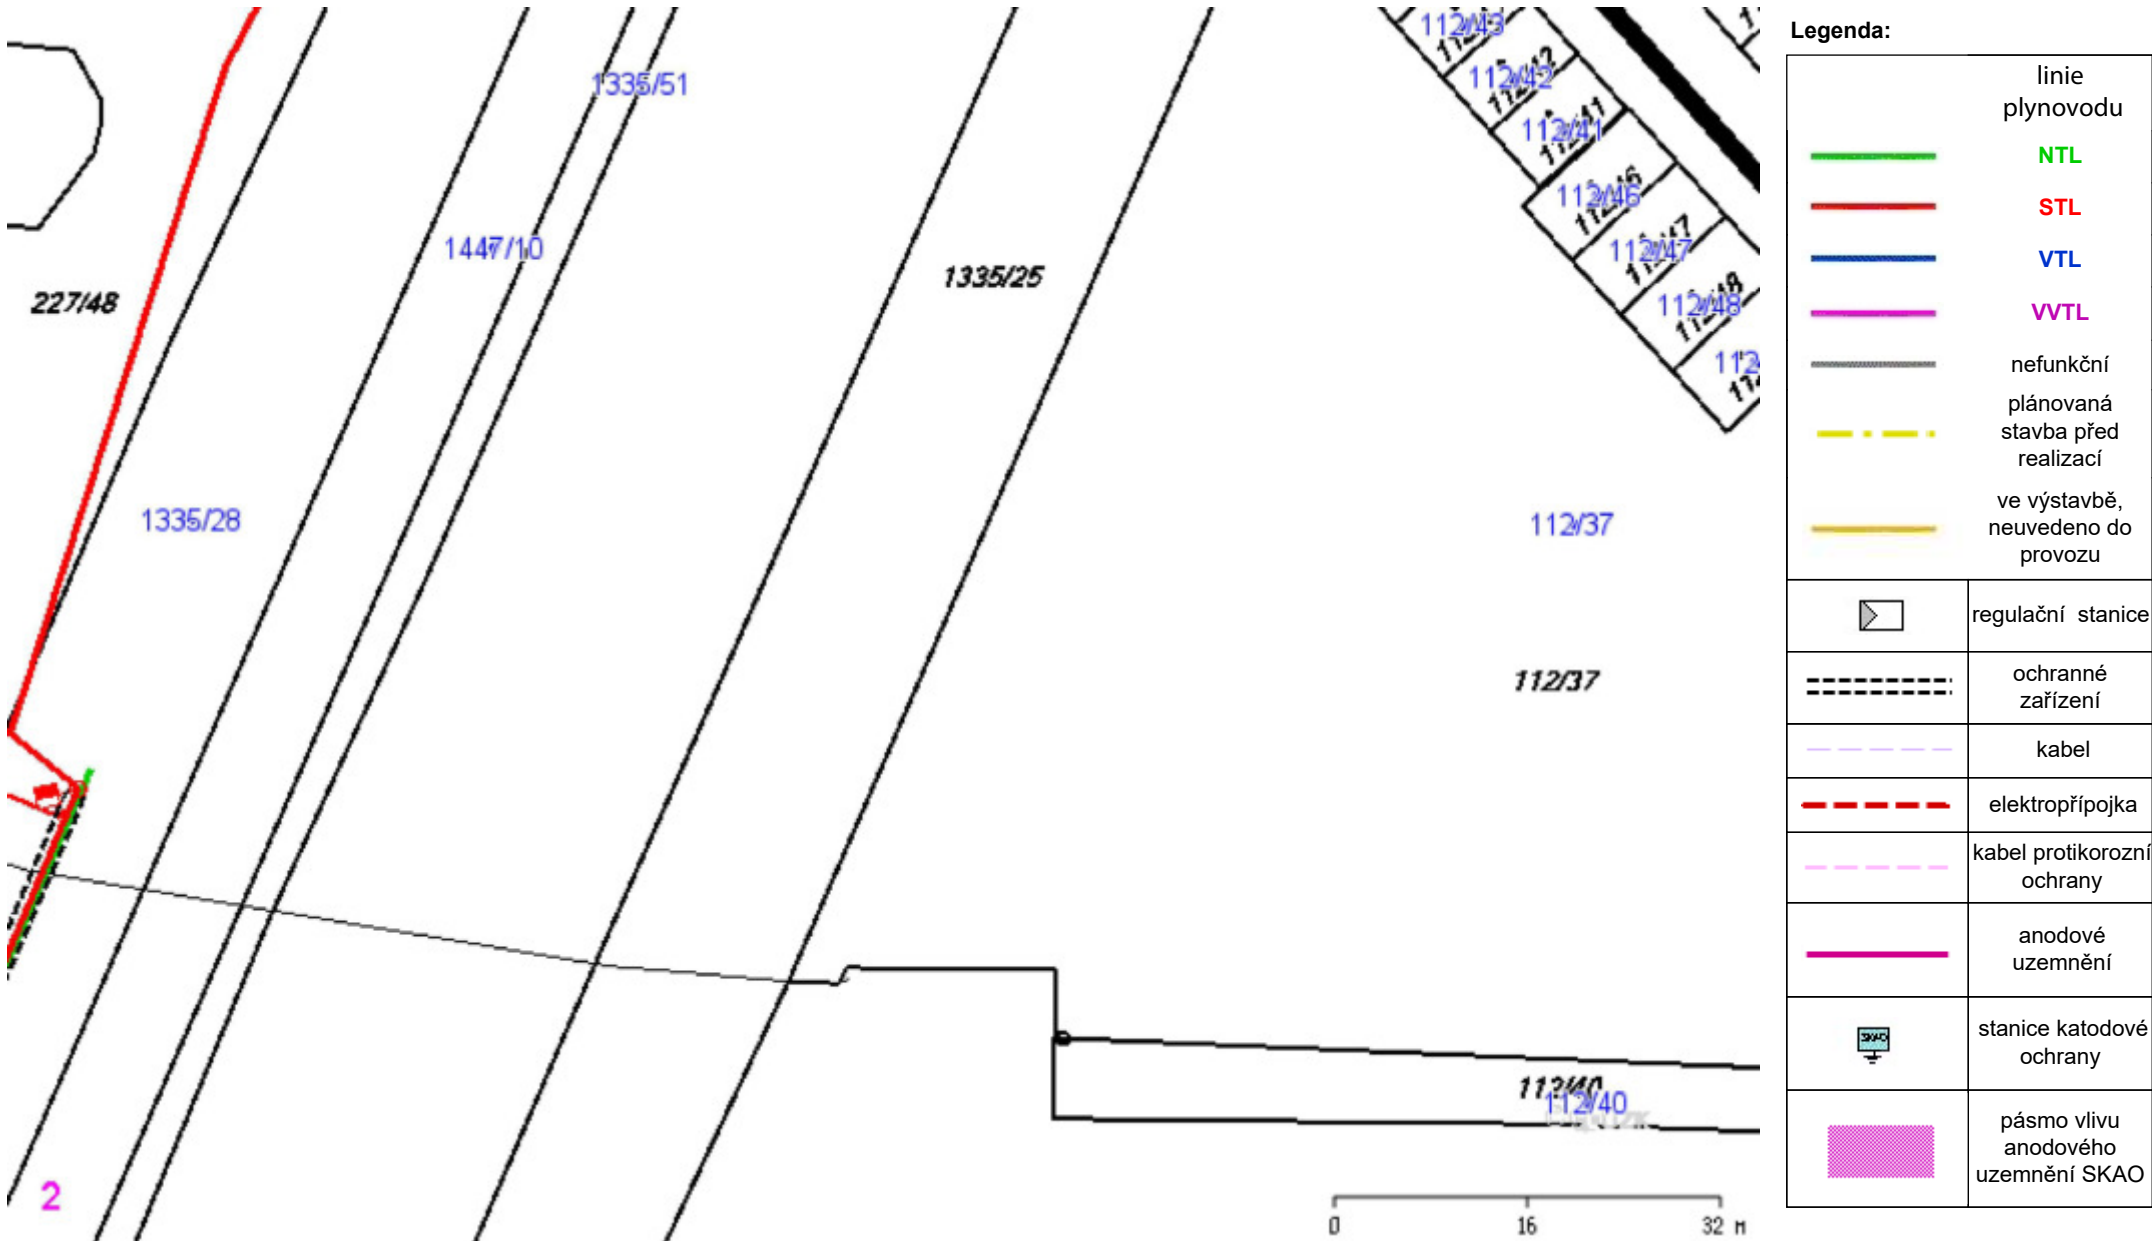 112/43
1335/51
112/42
112/41
112/46
112/47
112/48
1447/10
1335/25
227/48
1335/28
112/37
112/37
112/40
112/40
2
0 16 32 м
Legenda:
linie
plynovodu
NTL
STL
VTL
VVTL
nefunkční
plánovaná
stavba před
realizací
ve výstavbě,
neuvedeno do
provozu
regulační stanice
ochranné
zařízení
kabel
elektropřípojka
kabel protikorozní
ochrany
anodové
uzemnění
SKAO
stanice katodové
ochrany
pásmo vlivu
anodového
uzemnění SKAO